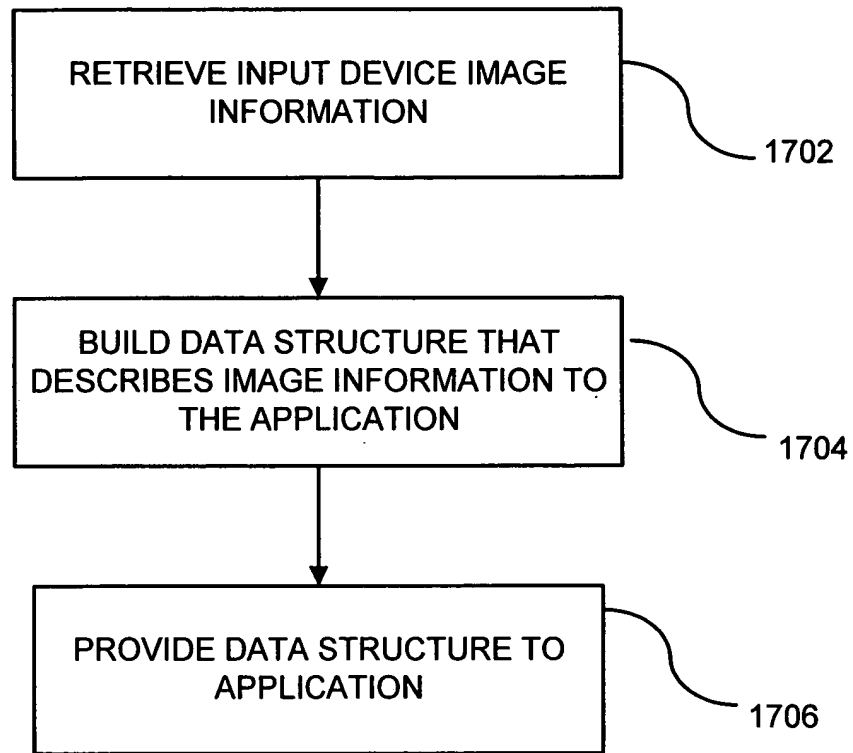 RETRIEVE INPUT DEVICE IMAGE
INFORMATION
1702
BUILD DATA STRUCTURE THAT
DESCRIBES IMAGE INFORMATION TO
THE APPLICATION
1704
PROVIDE DATA STRUCTURE TO
APPLICATION
1706